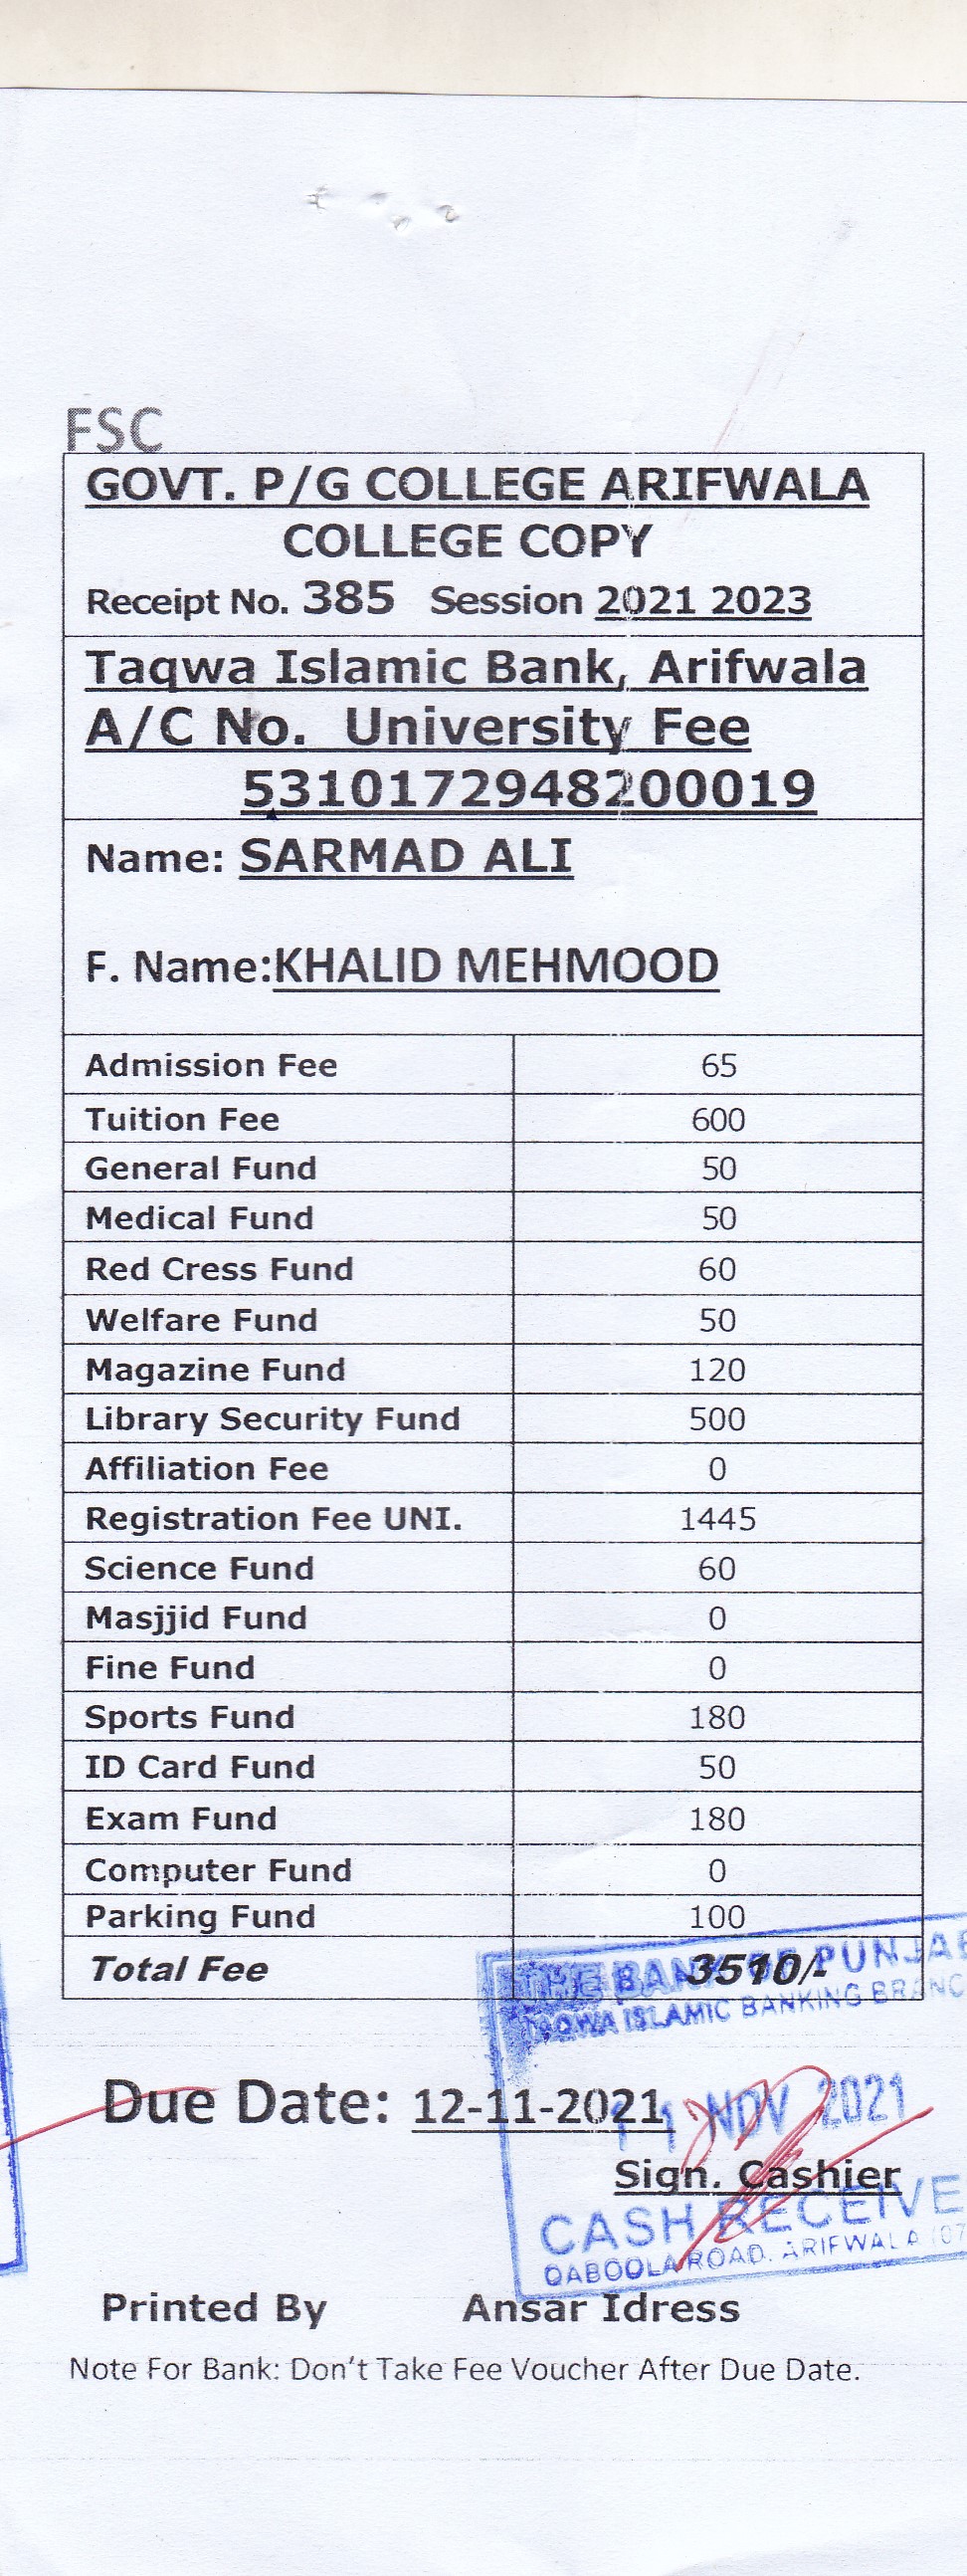 FSC
GOVT. P/G COLLEGE ARIFWALA
COLLEGE COPY
Receipt No. 385 Session 2021 2023
Taqwa Islamic Bank, Arifwala
A/C No. University Fee
5310172948200019
Name: SARMAD ALI
F. Name:KHALID MEHMOOD
Admission Fee 65
Tuition Fee 600
General Fund 50
Medical Fund 50
Red Cress Fund 60
Welfare Fund 50
Magazine Fund 120
Library Security Fund 500
Affiliation Fee 0
Registration Fee UNI. 1445
Science Fund 60
Masjjid Fund 0
Fine Fund 0
Sports Fund 180
ID Card Fund 50
Exam Fund 180
Computer Fund 0
Parking Fund 100
Total Fee 3510/-
THE BANK OF PUNJAB
TAQWA ISLAMIC BANKING BRANC
Due Date: 12-11-2021
11 NOV 2021
Sign. Cashier
CASH RECEIVE
QABOOLA ROAD. ARIFWALA (07
Printed By Ansar Idress
Note For Bank: Don't Take Fee Voucher After Due Date.